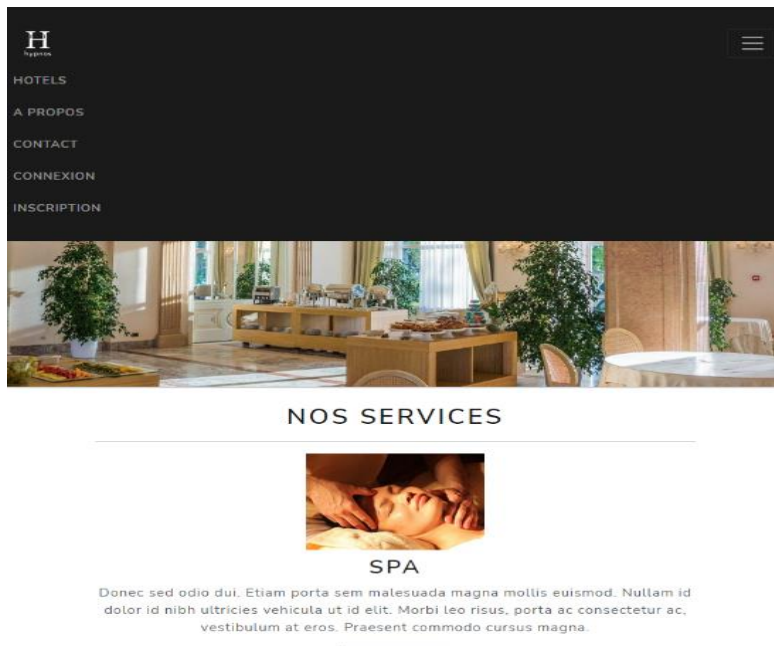 H
hypnos
HOTELS
A PROPOS
CONTACT
CONNEXION
INSCRIPTION
NOS SERVICES
SPA
Donec sed odio dui. Etiam porta sem malesuada magna mollis euismod. Nullam id
dolor id nibh ultricies vehicula ut id elit. Morbi leo risus, porta ac consectetur ac,
vestibulum at eros. Praesent commodo cursus magna.